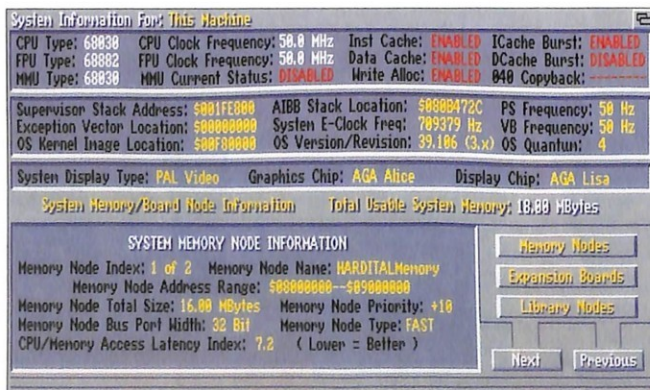 System Information For: This Machine
CPU Type: 68030 CPU Clock Frequency: 50.0 MHz Inst Cache: ENABLED ICache Burst: ENABLED
FPU Type: 68882 FPU Clock Frequency: 50.0 MHz Data Cache: ENABLED DCache Burst: DISABLED
MMU Type: 68030 MMU Current Status: DISABLED Write Alloc: ENABLED 040 Copyback: --------
Supervisor Stack Address: $001FE800 AIBB Stack Location: $080B472C PS Frequency: 50 Hz
Exception Vector Location: $00000000 System E-Clock Freq: 709379 Hz VB Frequency: 50 Hz
OS Kernel Image Location: $00F80000 OS Version/Revision: 39.106 (3.x) OS Quantum: 4
System Display Type: PAL Video Graphics Chip: AGA Alice Display Chip: AGA Lisa
System Memory/Board Node Information Total Usable System Memory: 18.00 MBytes
SYSTEM MEMORY NODE INFORMATION
Memory Node Index: 1 of 2 Memory Node Name: HARDITALMemory
Memory Node Address Range: $08000000--$09000000
Memory Node Total Size: 16.00 MBytes Memory Node Priority: +10
Memory Node Bus Port Width: 32 Bit Memory Node Type: FAST
CPU/Memory Access Latency Index: 7.2 ( Lower = Better )
Memory Nodes
Expansion Boards
Library Nodes
Next Previous